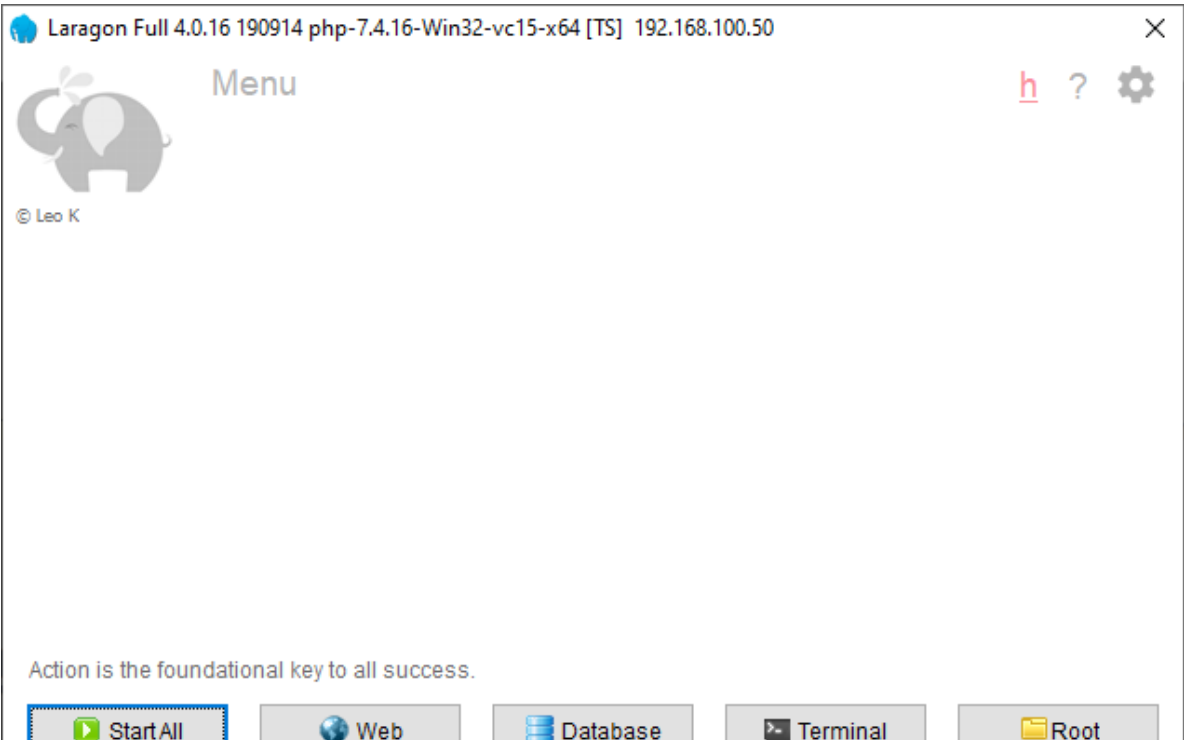 Laragon Full 4.0.16 190914 php-7.4.16-Win32-vc15-x64 [TS] 192.168.100.50
Menu
h ?
© Leo K
Action is the foundational key to all success.
Start All Web Database Terminal Root